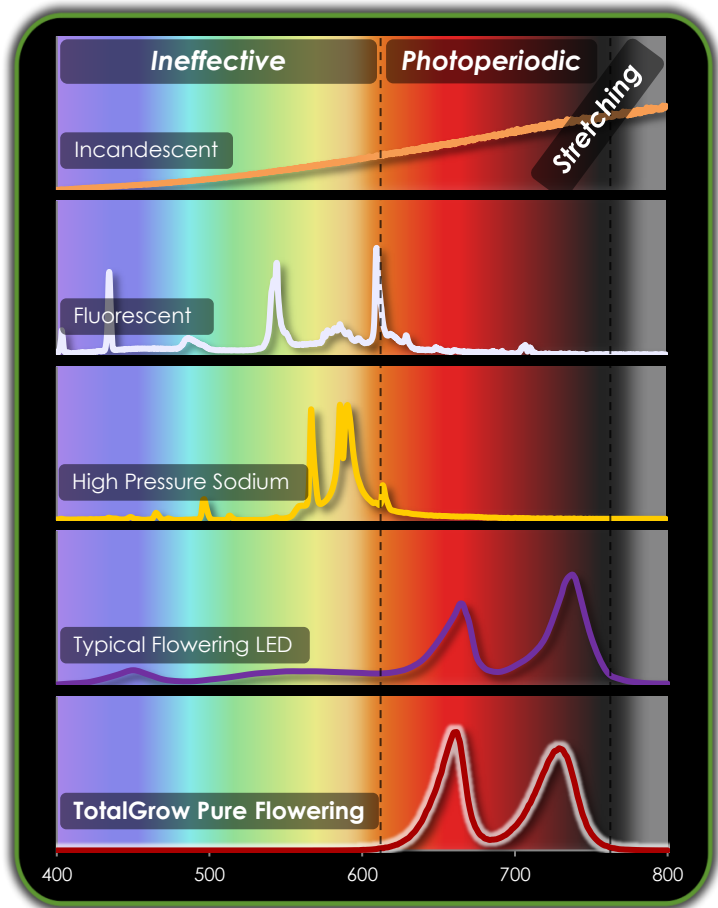 Ineffective
Photoperiodic
Stretching
Incandescent
Fluorescent
High Pressure Sodium
Typical Flowering LED
TotalGrow Pure Flowering
400 500 600 700 800